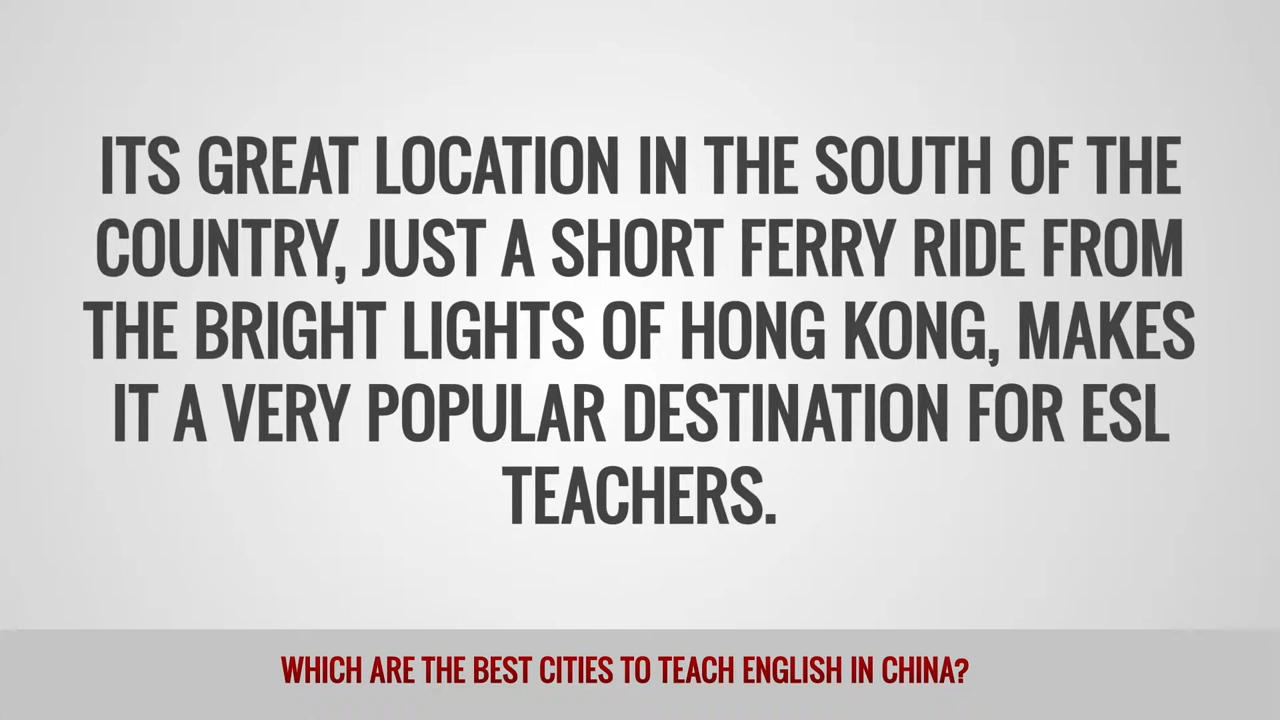 ITS GREAT LOCATION IN THE SOUTH OF THE
COUNTRY, JUST A SHORT FERRY RIDE FROM
THE BRIGHT LIGHTS OF HONG KONG, MAKES
IT A VERY POPULAR DESTINATION FOR ESL
TEACHERS.
WHICH ARE THE BEST CITIES TO TEACH ENGLISH IN CHINA?